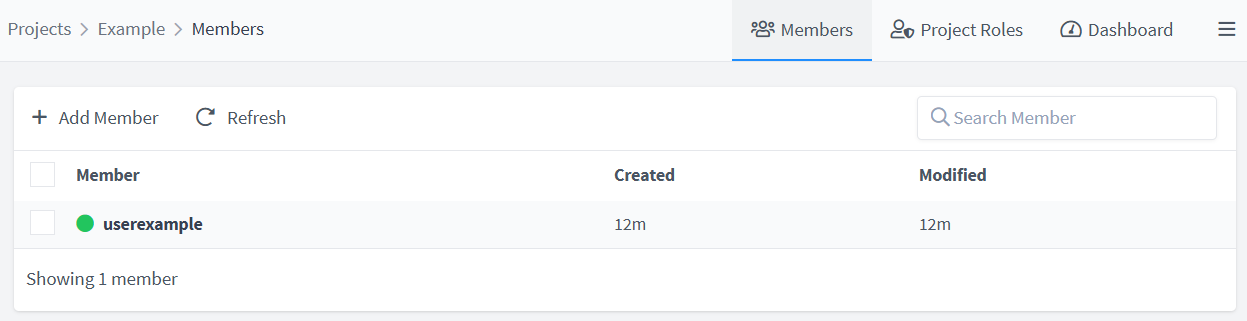 Projects > Example > Members
Members
Project Roles
Dashboard
Add Member
Refresh
Search Member
Member Created Modified
userexample 12m 12m
Showing 1 member